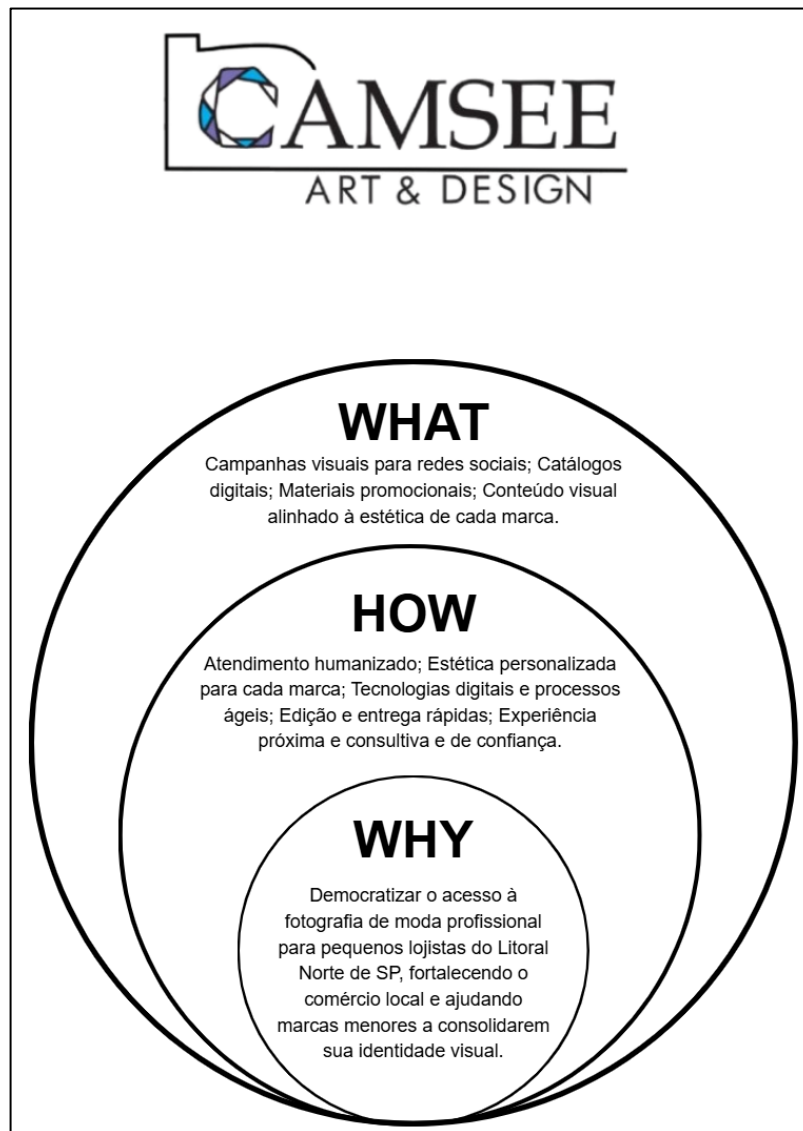 CAMSEE
ART & DESIGN
WHAT
Campanhas visuais para redes sociais; Catálogos
digitais; Materiais promocionais; Conteúdo visual
alinhado à estética de cada marca.
HOW
Atendimento humanizado; Estética personalizada
para cada marca; Tecnologias digitais e processos
ágeis; Edição e entrega rápidas; Experiência
próxima e consultiva e de confiança.
WHY
Democratizar o acesso à
fotografia de moda profissional
para pequenos lojistas do Litoral
Norte de SP, fortalecendo o
comércio local e ajudando
marcas menores a consolidarem
sua identidade visual.